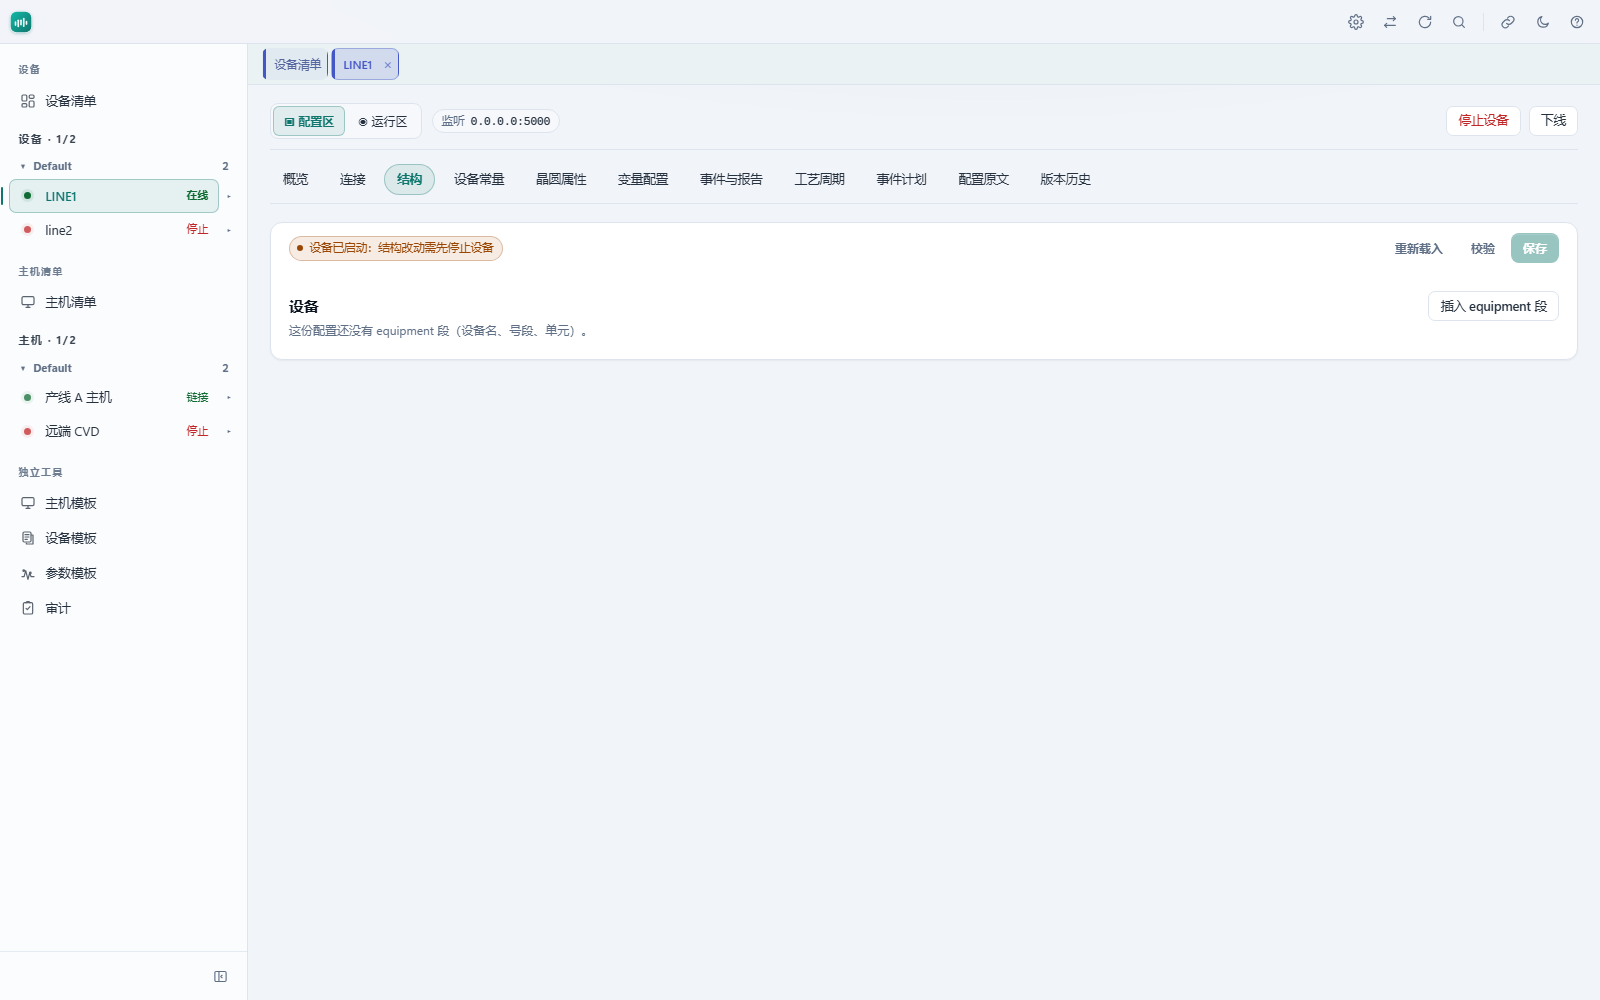 设备
设备清单
设备 · 1/2
Default 2
LINE1 在线
line2 停止
主机清单
主机清单
主机 · 1/2
Default 2
产线 A 主机 链接
远端 CVD 停止
独立工具
主机模板
设备模板
参数模板
审计
设备清单 LINE1 ×
配置区 运行区 监听 0.0.0.0:5000 停止设备 下线
概览 连接 结构 设备常量 晶圆属性 变量配置 事件与报告 工艺周期 事件计划 配置原文 版本历史
设备已启动：结构改动需先停止设备 重新载入 校验 保存
设备
这份配置还没有 equipment 段（设备名、号段、单元）。
插入 equipment 段